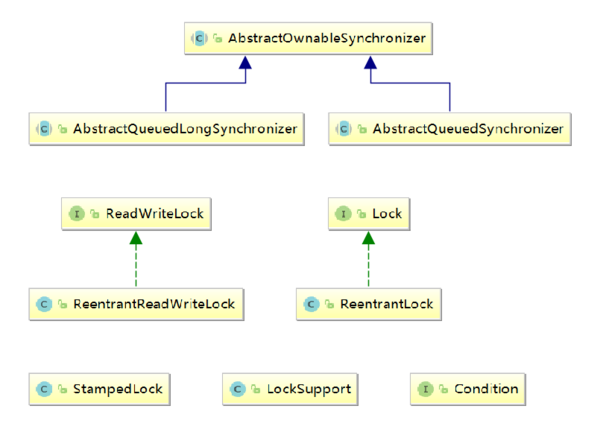 C AbstractOwnableSynchronizer
C AbstractQueuedLongSynchronizer
C AbstractQueuedSynchronizer
I ReadWriteLock
I Lock
C ReentrantReadWriteLock
C ReentrantLock
C StampedLock
C LockSupport
I Condition